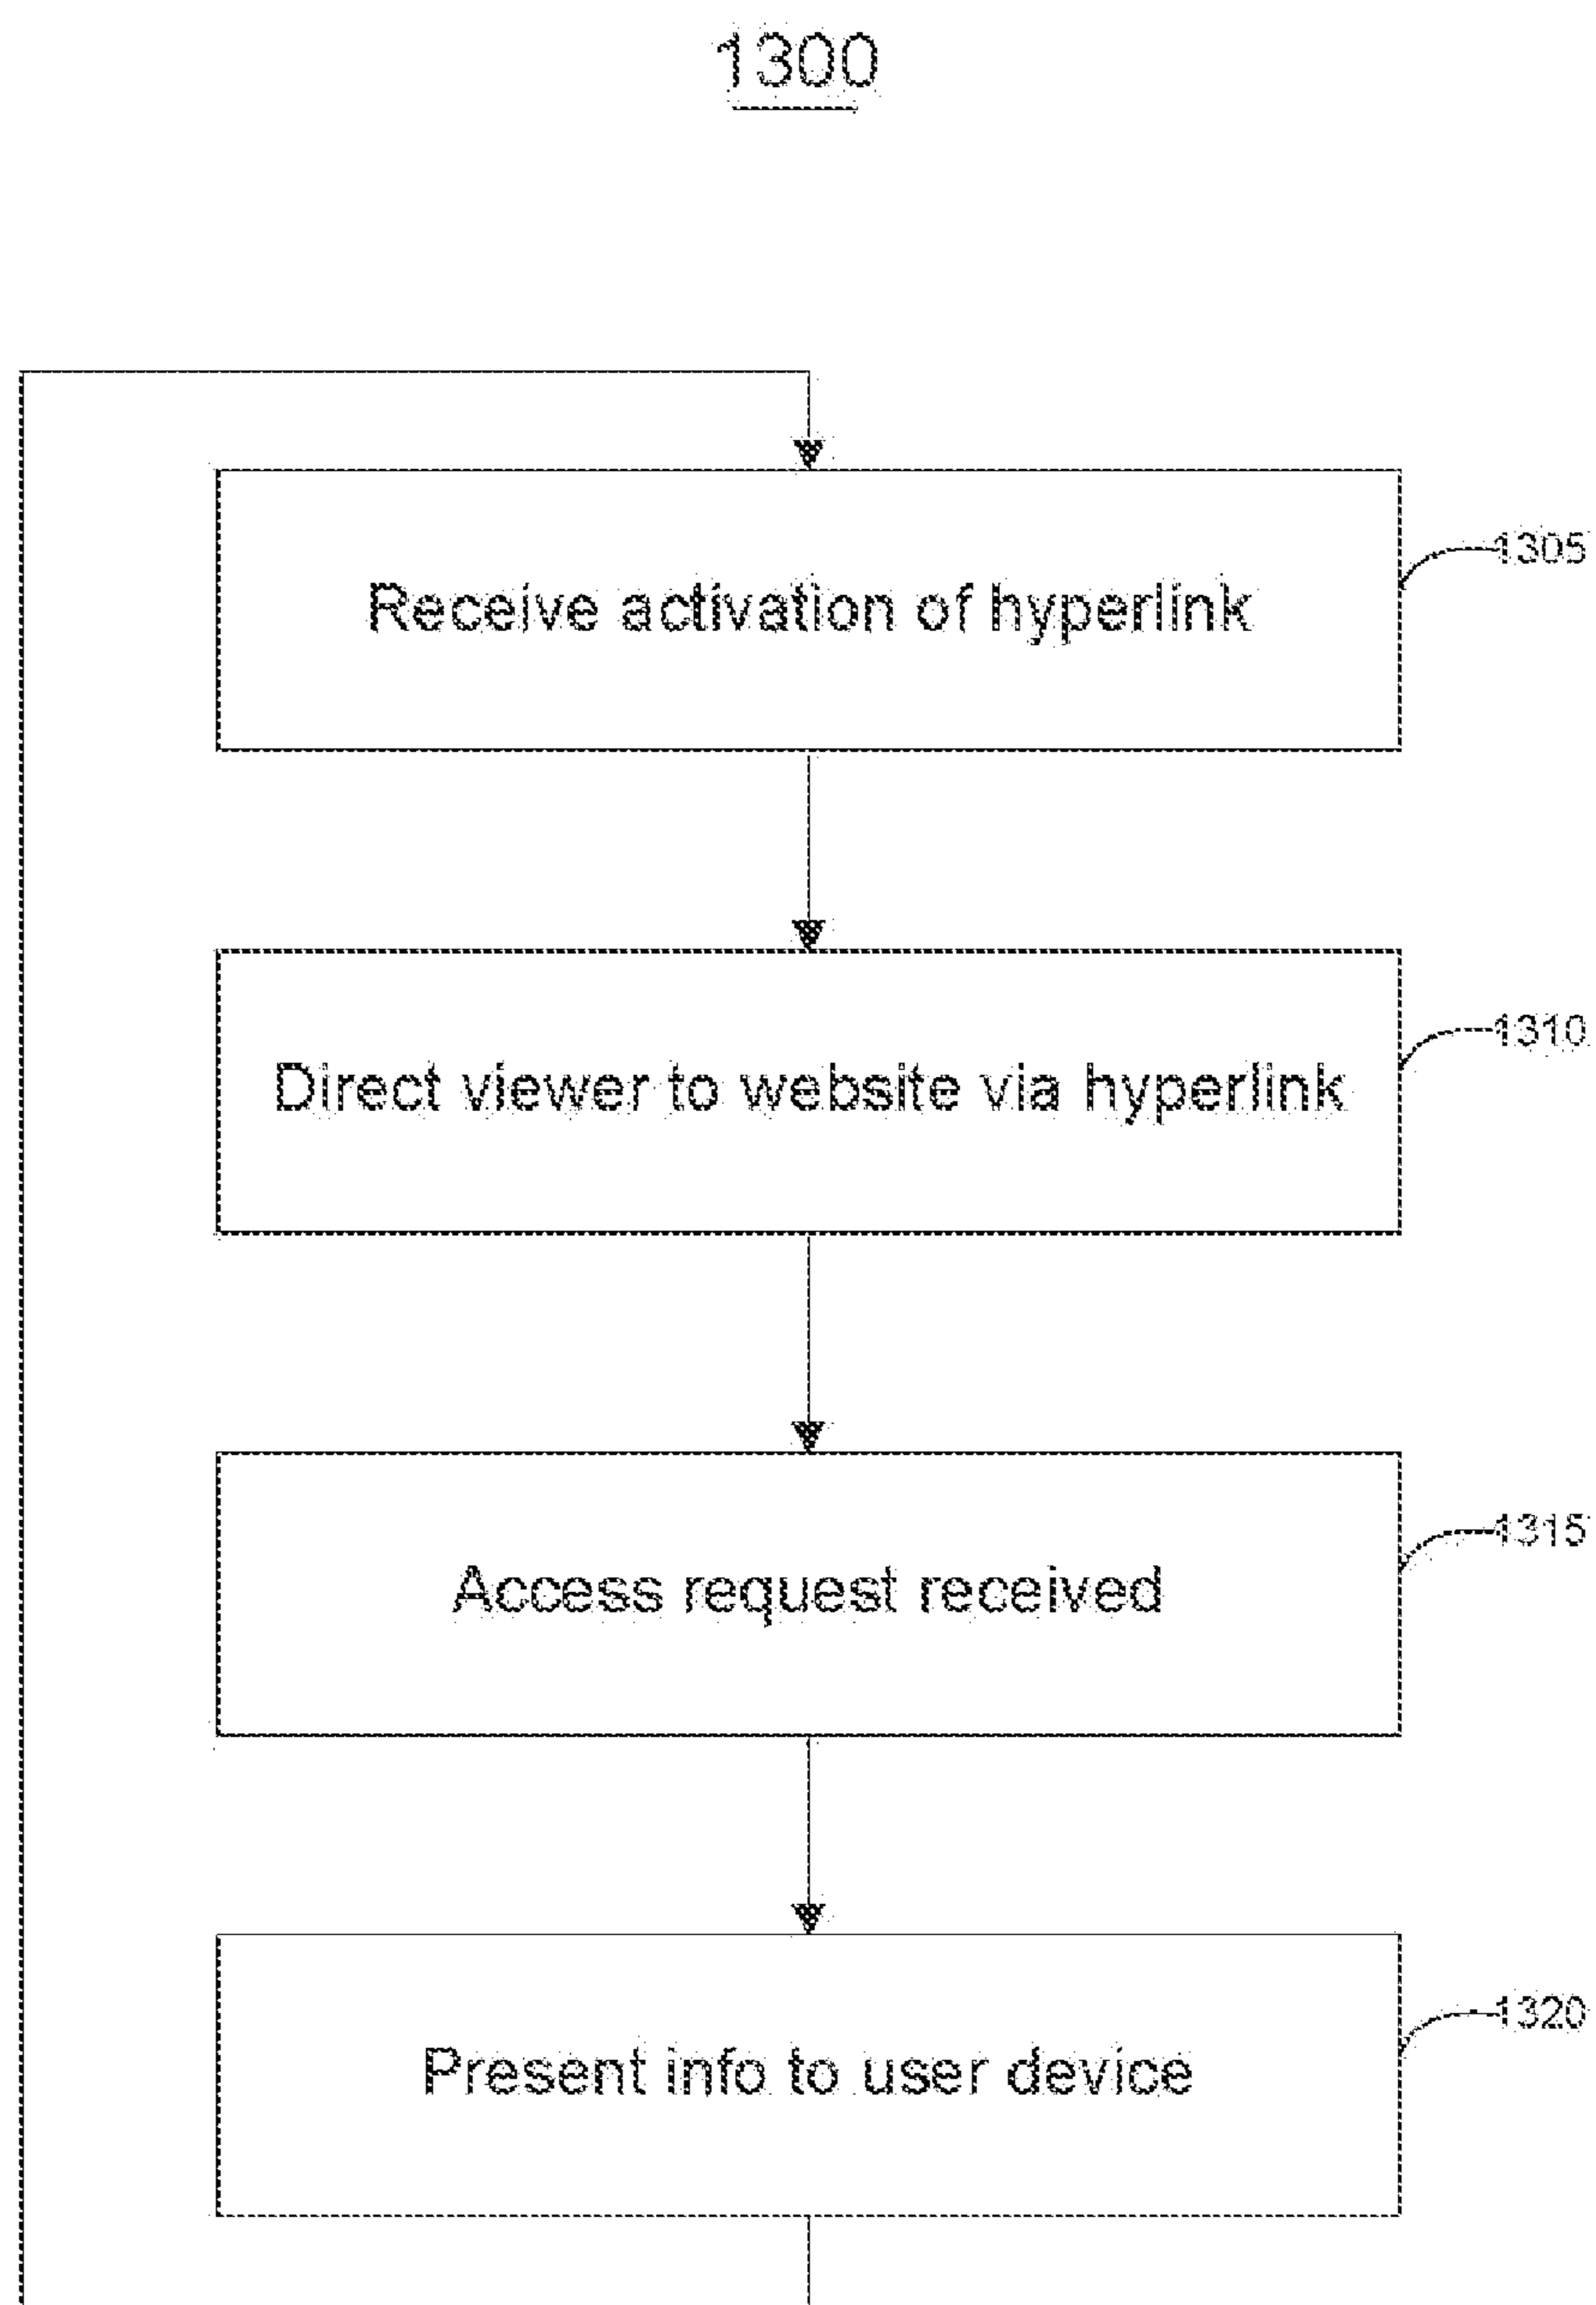 1300
Receive activation of hyperlink
1305
Direct viewer to website via hyperlink
1310
Access request received
1315
Present info to user device
1320